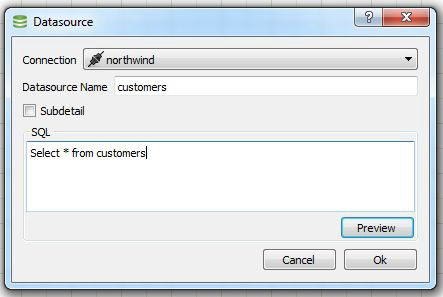 Datasource
Connection northwind
Datasource Name customers
Subdetail
SQL
Select * from customers
Preview
Cancel Ok